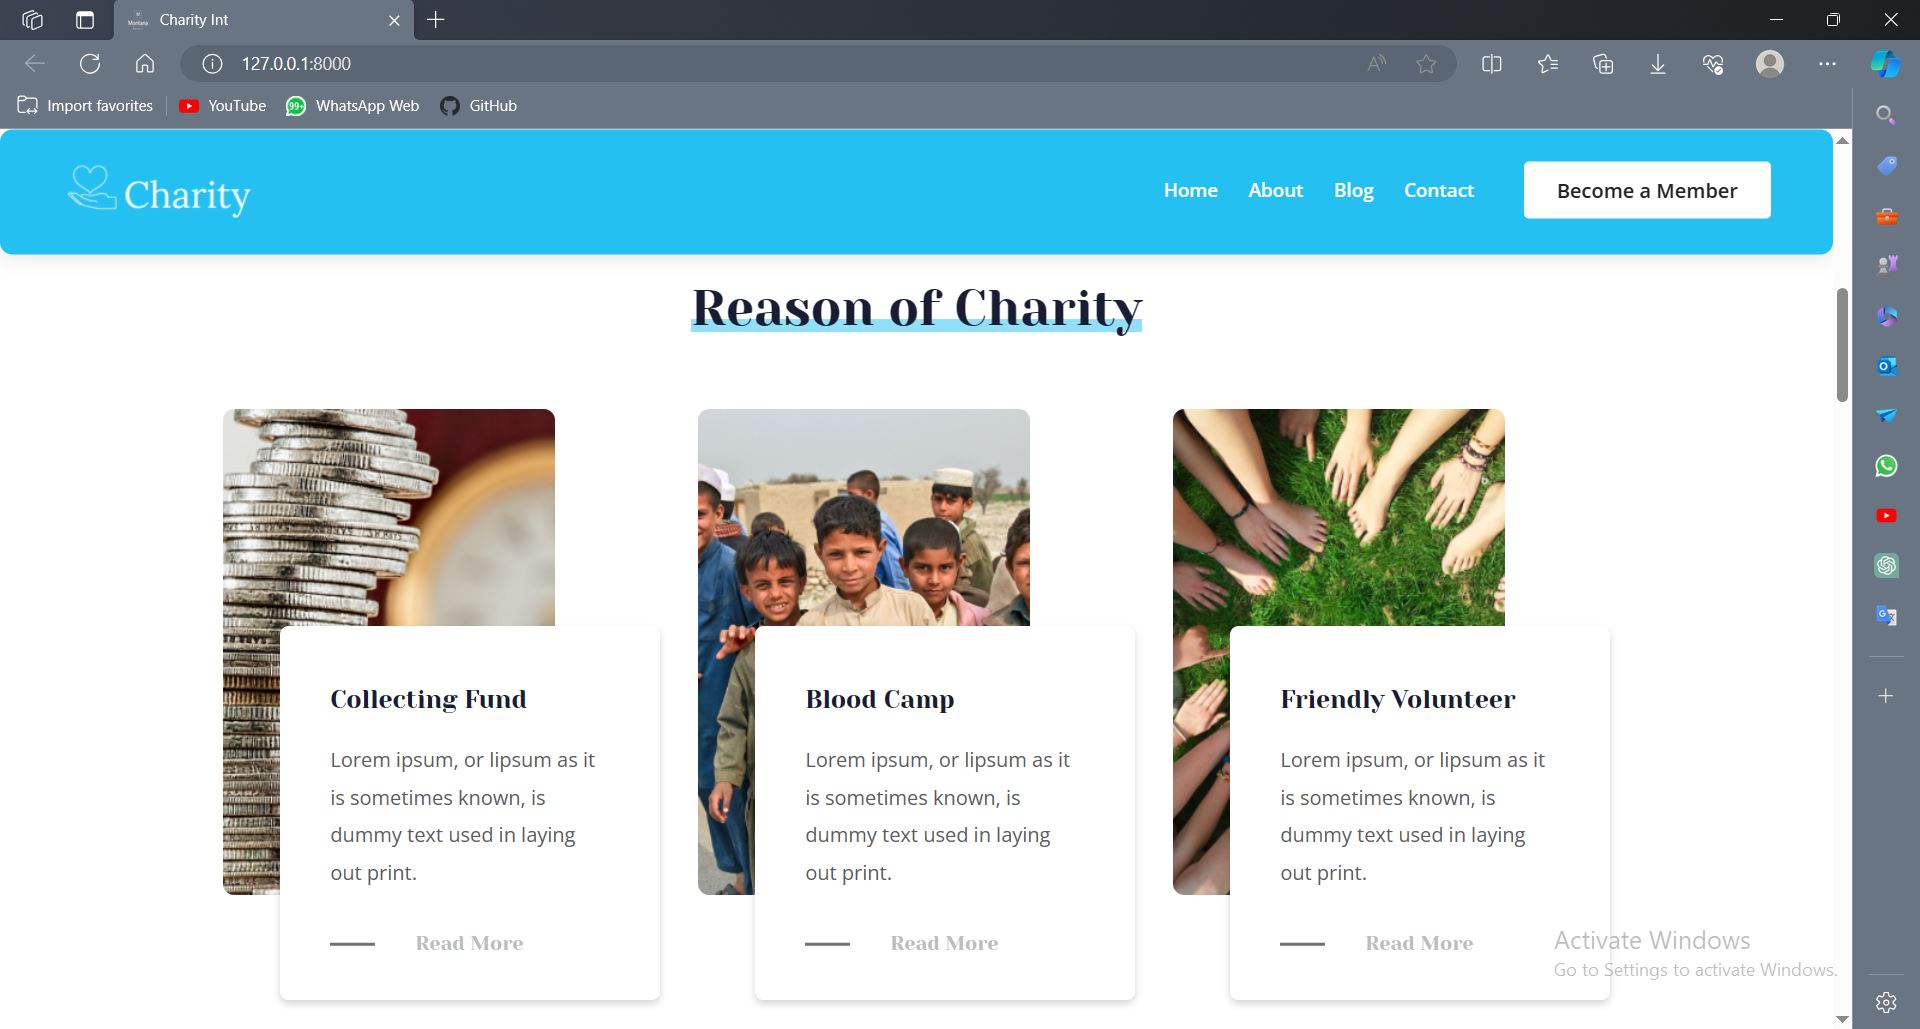 Charity Int
127.0.0.1:8000
Import favorites
YouTube
99+
WhatsApp Web
GitHub
Charity
Home
About
Blog
Contact
Become a Member
Reason of Charity
Collecting Fund
Lorem ipsum, or lipsum as it
is sometimes known, is
dummy text used in laying
out print.
Read More
Blood Camp
Lorem ipsum, or lipsum as it
is sometimes known, is
dummy text used in laying
out print.
Read More
Friendly Volunteer
Lorem ipsum, or lipsum as it
is sometimes known, is
dummy text used in laying
out print.
Read More
Activate Windows
Go to Settings to activate Windows.